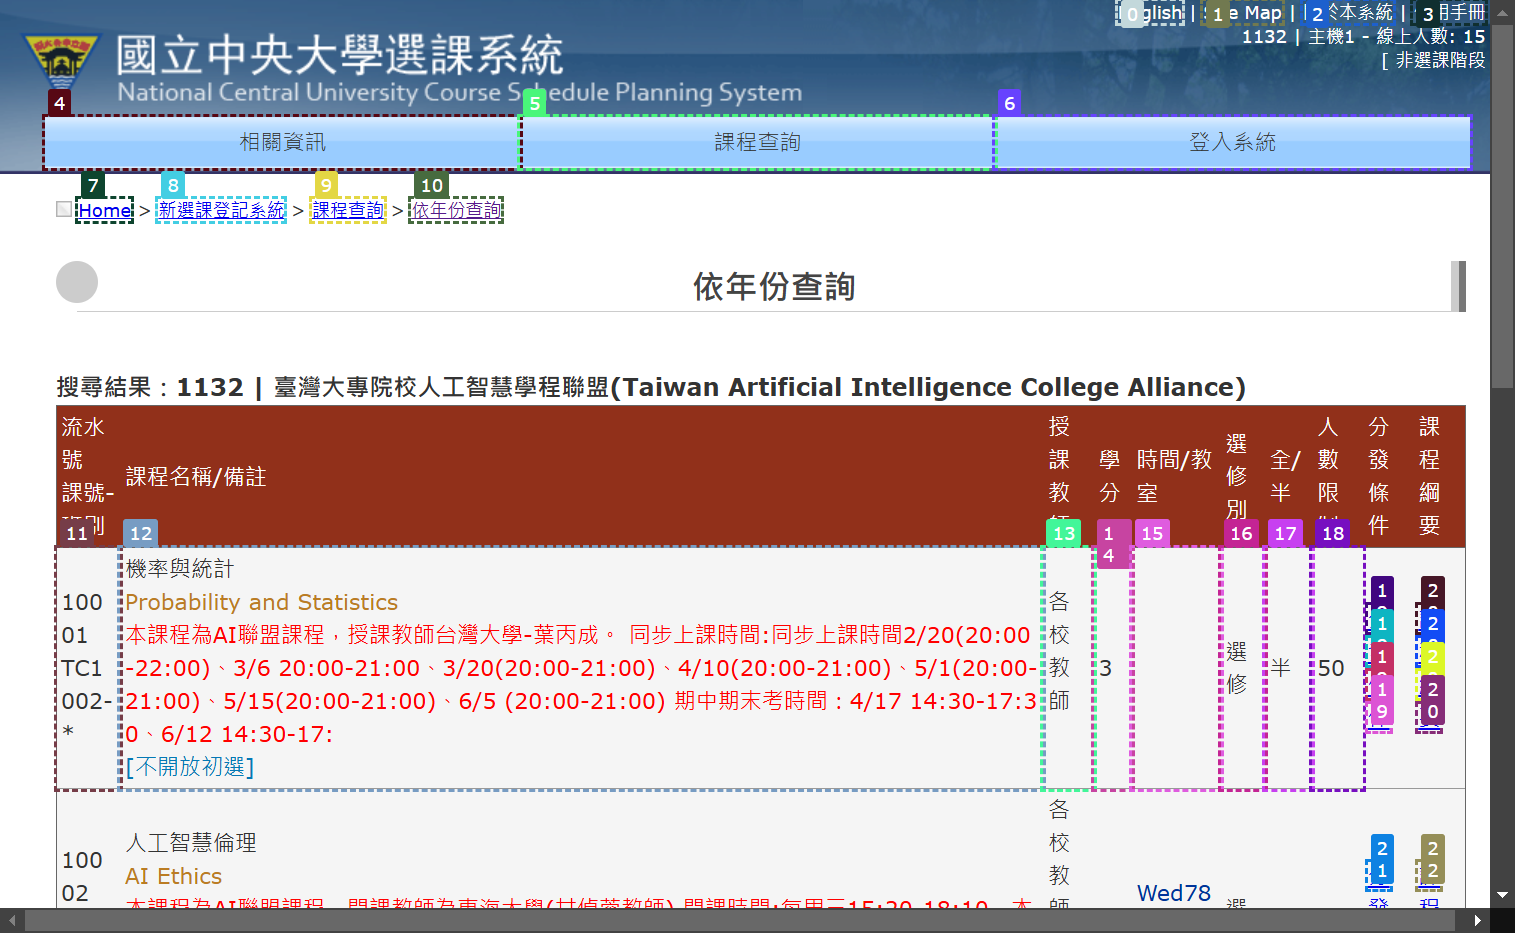 English | Site Map | 關於本系統 | 使用手冊
1132 | 主機1 - 線上人數: 15
[ 非選課階段
國立中央大學選課系統
National Central University Course Schedule Planning System
0
1
2
3
4
5
6
相關資訊
課程查詢
登入系統
7
8
9
10
Home > 新選課登記系統 > 課程查詢 > 依年份查詢
依年份查詢
搜尋結果：1132 | 臺灣大專院校人工智慧學程聯盟(Taiwan Artificial Intelligence College Alliance)
流水
號
課號-
課程名稱/備註
授
課
教
學
分
時間/教
室
選
修
別
全/
半
人
數
限
分
發
條
件
課
程
綱
要
11
12
13
14
15
16
17
18
100
01
TC1
002-
*
機率與統計
Probability and Statistics
本課程為AI聯盟課程，授課教師台灣大學-葉丙成。 同步上課時間:同步上課時間2/20(20:00
-22:00)、3/6 20:00-21:00、3/20(20:00-21:00)、4/10(20:00-21:00)、5/1(20:00-
21:00)、5/15(20:00-21:00)、6/5 (20:00-21:00) 期中期末考時間：4/17 14:30-17:3
0、6/12 14:30-17:
[不開放初選]
各
校
教
師
3
選
修
半
50
19
20
100
02
人工智慧倫理
AI Ethics
本課程為AI聯盟課程
各
校
教
師
Wed78
選
21
22
發
程